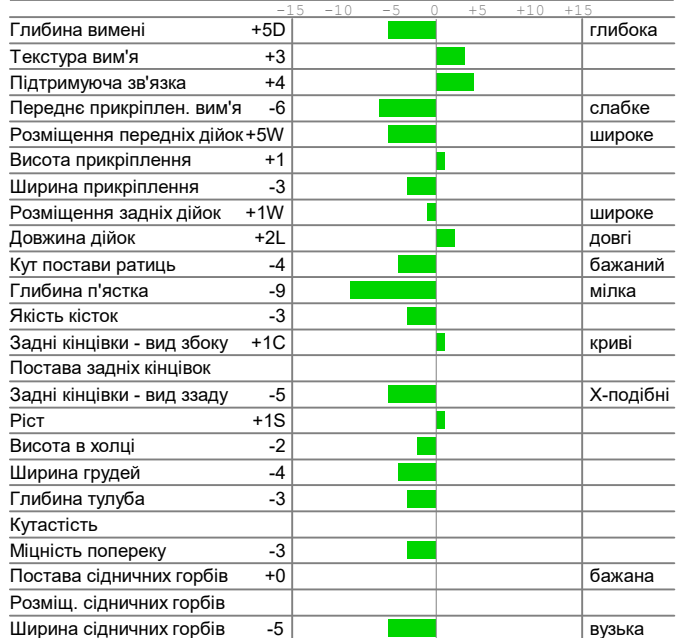 -15 -10 -5 0 +5 +10 +15
Глибина вимені +5D глибока
Текстура вим'я +3
Підтримуюча зв'язка +4
Переднє прикріплен. вим'я -6 слабке
Розміщення передніх дійок +5W широке
Висота прикріплення +1
Ширина прикріплення -3
Розміщення задніх дійок +1W широке
Довжина дійок +2L довгі
Кут постави ратиць -4 бажаний
Глибина п'ястка -9 мілка
Якість кісток -3
Задні кінцівки - вид збоку +1C криві
Постава задніх кінцівок
Задні кінцівки - вид ззаду -5 Х-подібні
Ріст +1S
Висота в холці -2
Ширина грудей -4
Глибина тулуба -3
Кутастість
Міцність попереку -3
Постава сідничних горбів +0 бажана
Розміщ. сідничних горбів
Ширина сідничних горбів -5 вузька